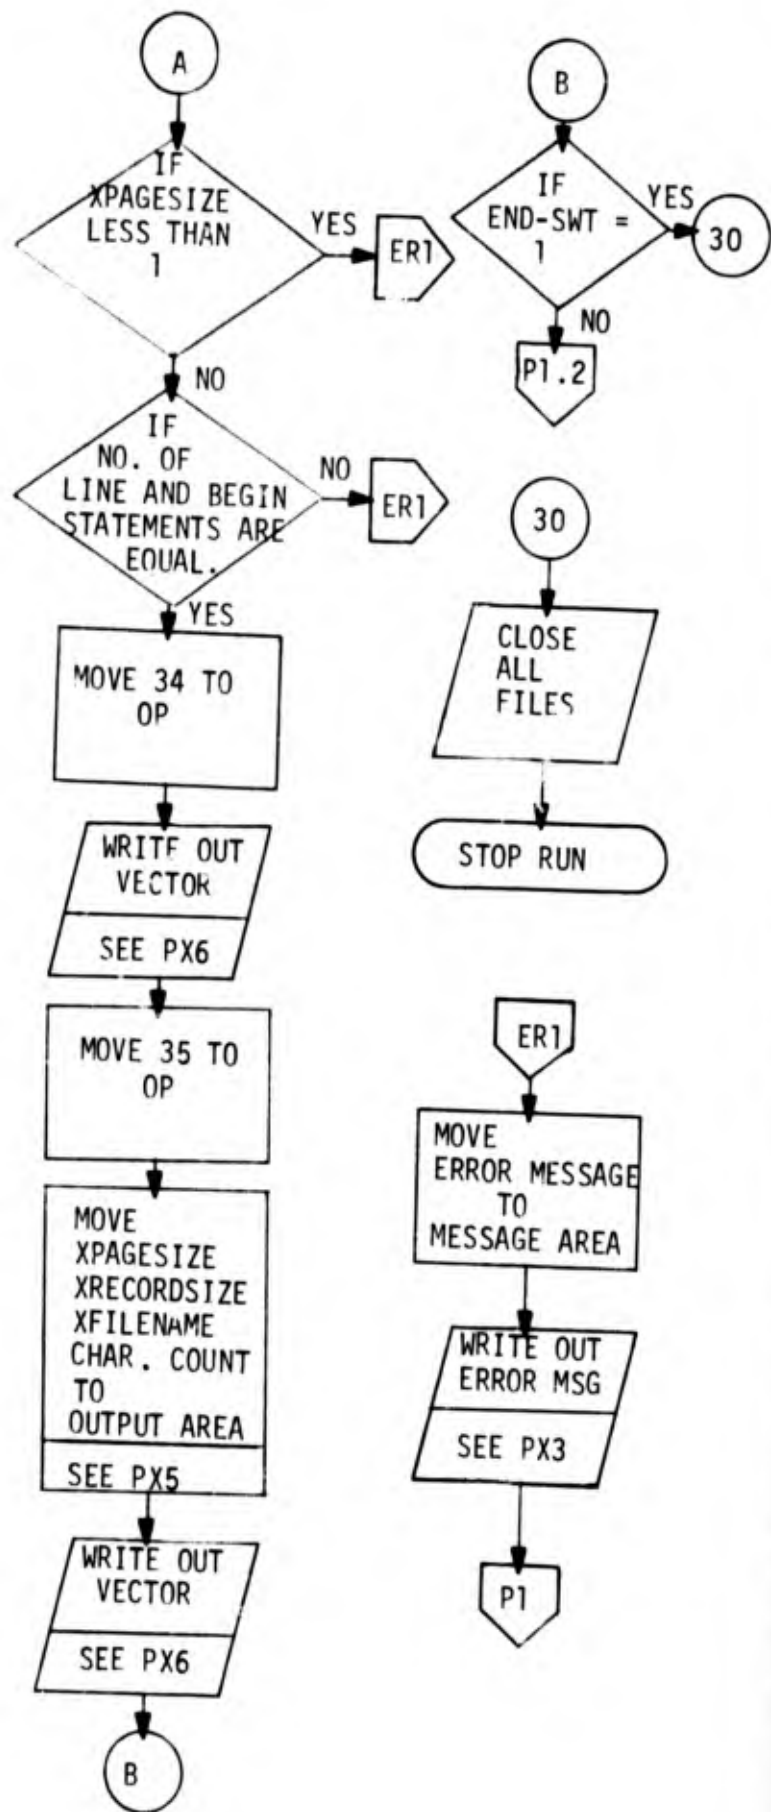 A
IF
XPAGESIZE
LESS THAN
1
YES
ER1
NO
IF
NO. OF
LINE AND BEGIN
STATEMENTS ARE
EQUAL.
NO
ER1
YES
MOVE 34 TO
OP
WRITE OUT
VECTOR
SEE PX6
MOVE 35 TO
OP
MOVE
XPAGESIZE
XRECORDSIZE
XFILENAME
CHAR. COUNT
TO
OUTPUT AREA
SEE PX5
WRITE OUT
VECTOR
SEE PX6
B
B
IF
END-SWT =
1
YES
30
NO
P1.2
30
CLOSE
ALL
FILES
STOP RUN
ER1
MOVE
ERROR MESSAGE
TO
MESSAGE AREA
WRITE OUT
ERROR MSG
SEE PX3
P1